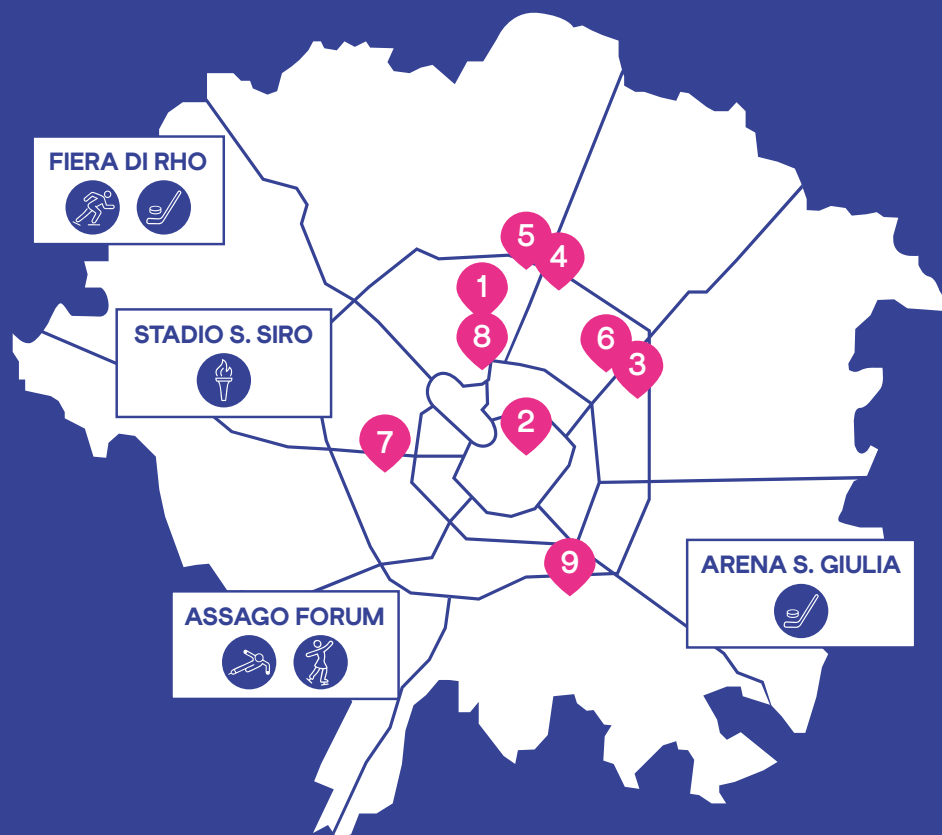 FIERA DI RHO
5
4
1
STADIO S. SIRO
8
6
3
2
7
ARENA S. GIULIA
9
ASSAGO FORUM